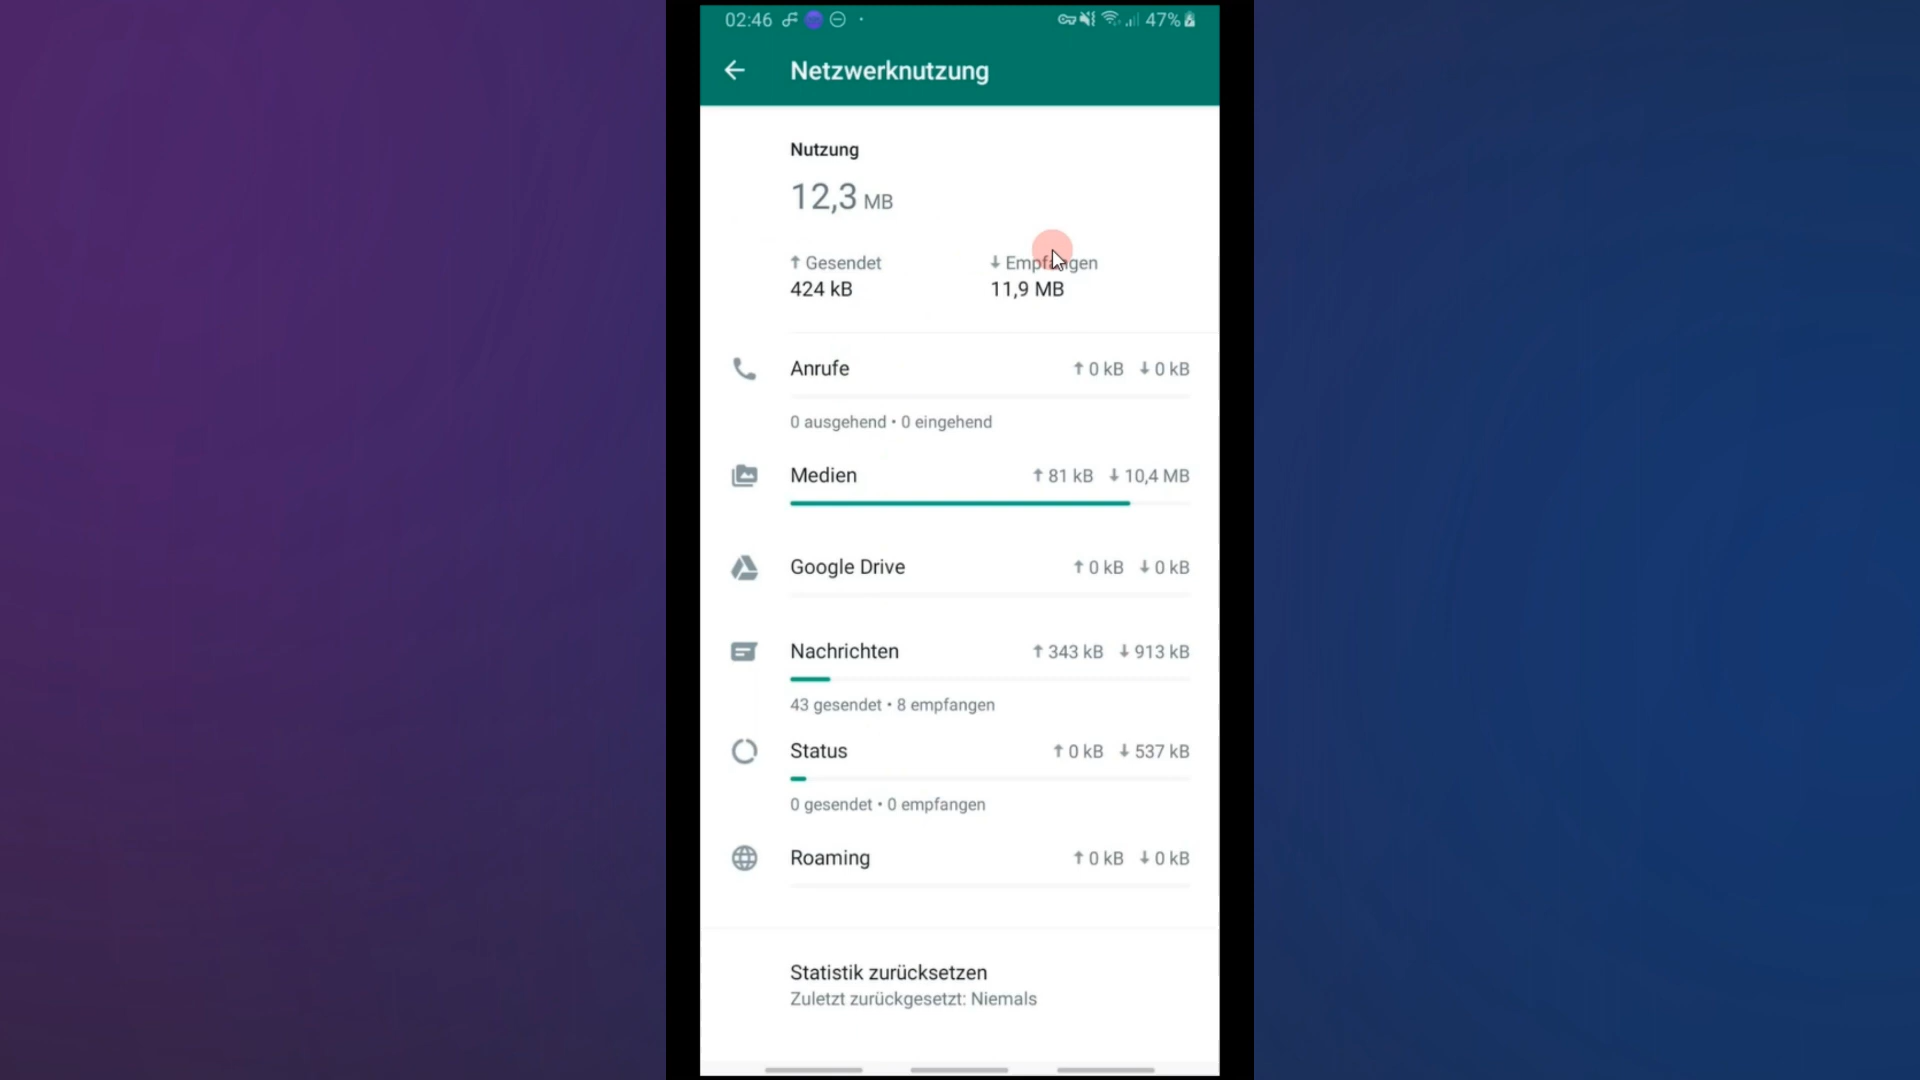 02:46 47%
Netzwerknutzung
Nutzung
12,3 MB
↑ Gesendet ↓ Empfangen
424 kB 11,9 MB
Anrufe ↑ 0 kB ↓ 0 kB
0 ausgehend • 0 eingehend
Medien ↑ 81 kB ↓ 10,4 MB
Google Drive ↑ 0 kB ↓ 0 kB
Nachrichten ↑ 343 kB ↓ 913 kB
43 gesendet • 8 empfangen
Status ↑ 0 kB ↓ 537 kB
0 gesendet • 0 empfangen
Roaming ↑ 0 kB ↓ 0 kB
Statistik zurücksetzen
Zuletzt zurückgesetzt: Niemals